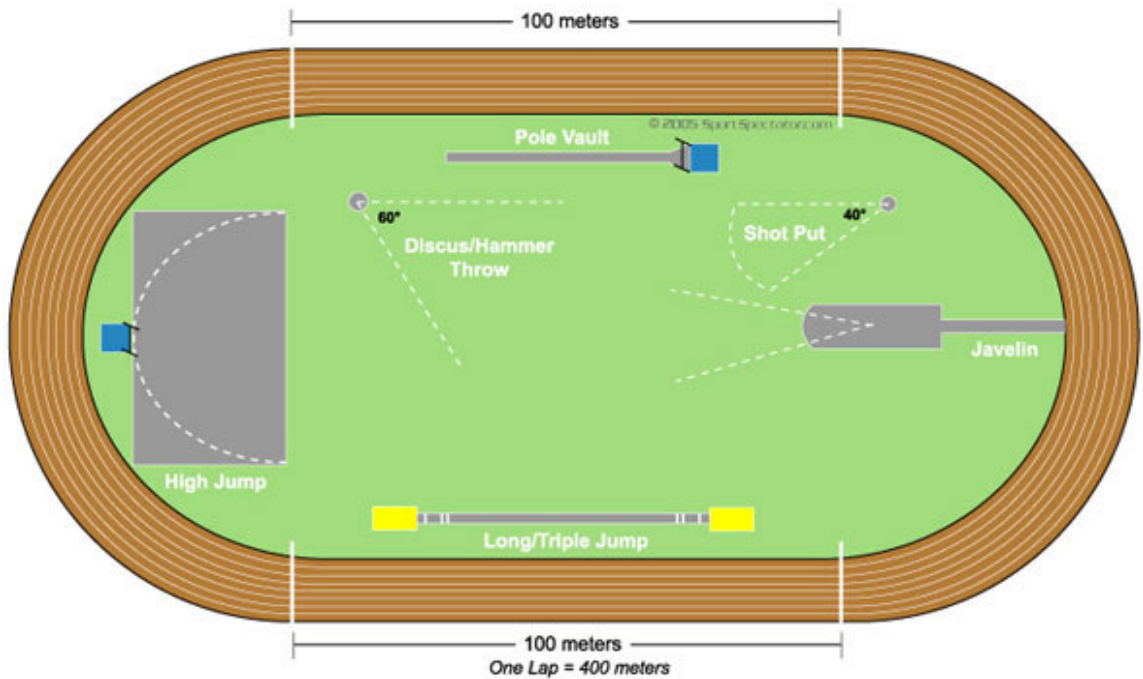 100 meters
© 2005 SportSpectator.com
Pole Vault
60°
40°
Discus/Hammer
Throw
Shot Put
Javelin
High Jump
Long/Triple Jump
100 meters
One Lap = 400 meters